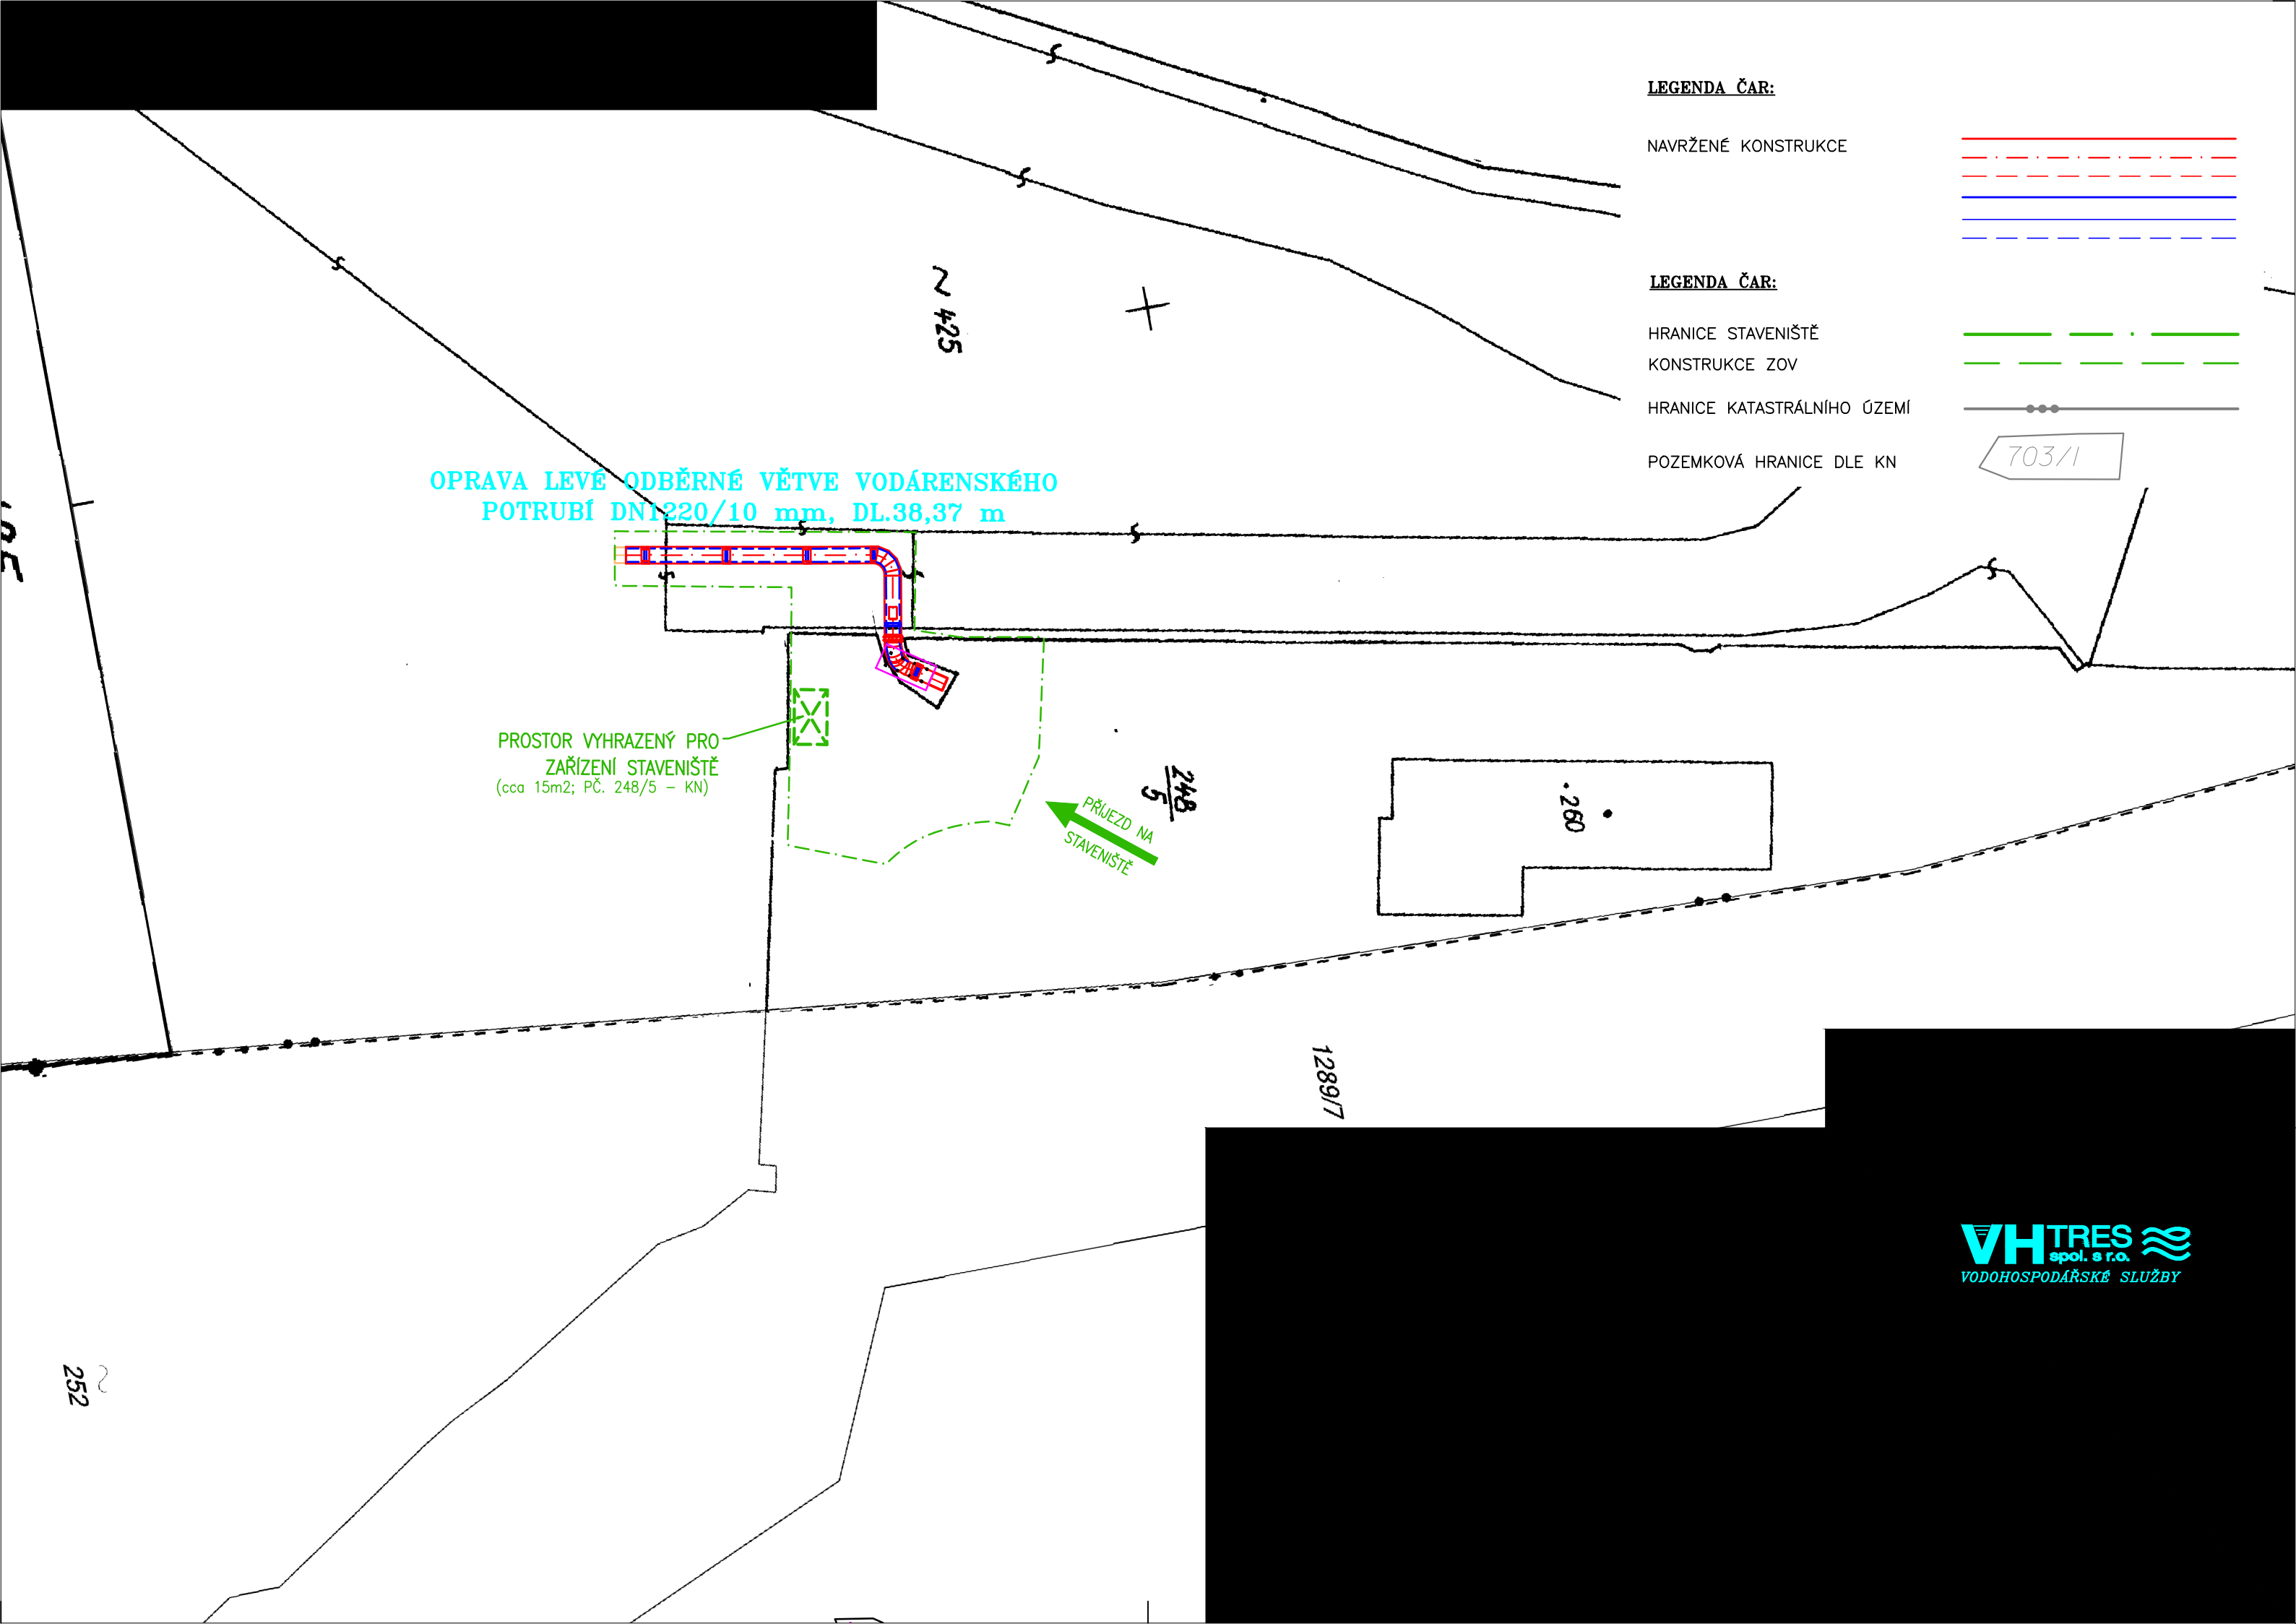 LEGENDA ČAR:
NAVRŽENÉ KONSTRUKCE
LEGENDA ČAR:
HRANICE STAVENIŠTĚ
KONSTRUKCE ZOV
HRANICE KATASTRÁLNÍHO ÚZEMÍ
POZEMKOVÁ HRANICE DLE KN
703/1
425
OPRAVA LEVÉ ODBĚRNÉ VĚTVE VODÁRENSKÉHO
POTRUBÍ DN1220/10 mm, DL.38,37 m
PROSTOR VYHRAZENÝ PRO
ZAŘÍZENÍ STAVENIŠTĚ
(cca 15m2; PČ. 248/5 - KN)
PŘÍJEZD NA
STAVENIŠTĚ
248
5
.260
1289/7
252
VH TRES
spol. s r.o.
VODOHOSPODÁŘSKÉ SLUŽBY